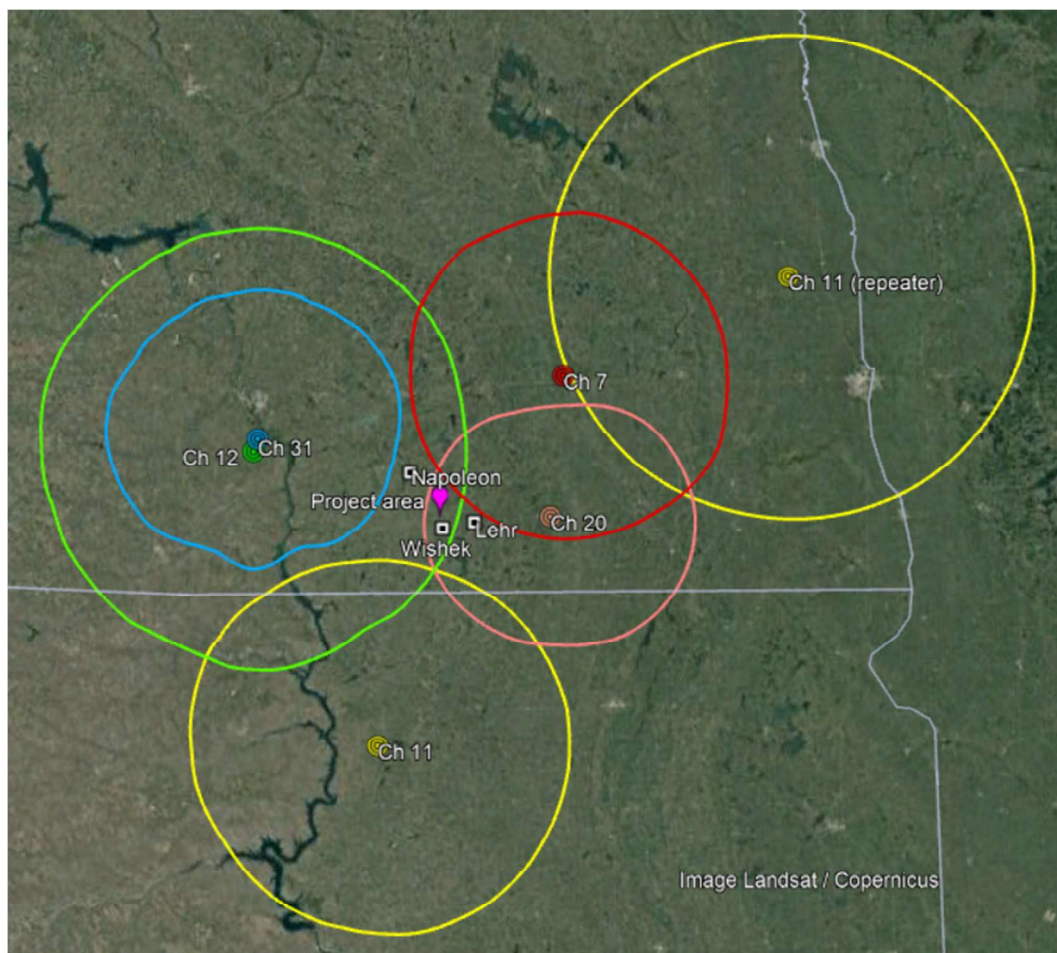 Ch 11 (repeater)
Ch 7
Ch 31
Ch 12
Napoleon
Project area
Ch 20
Lehr
Wishek
Ch 11
Image Landsat / Copernicus